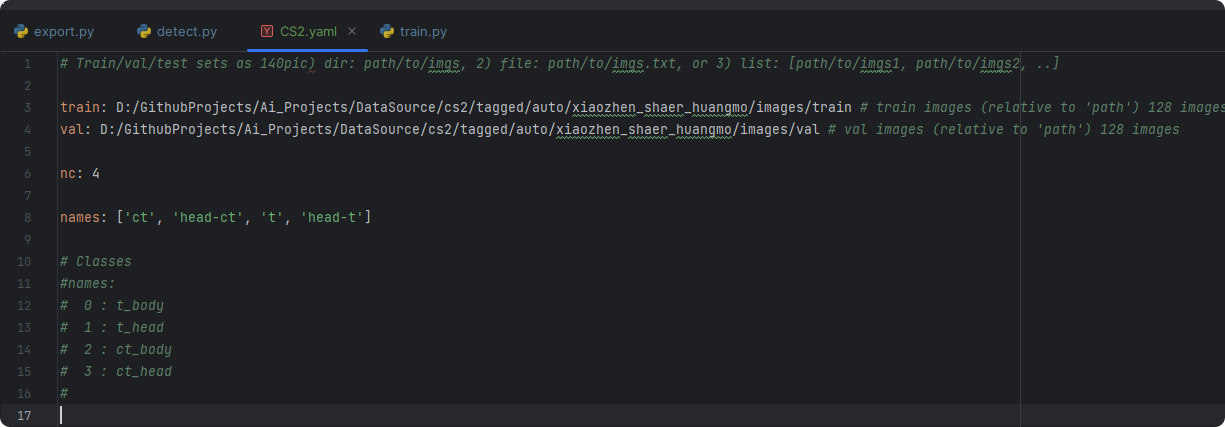 export.py detect.py CS2.yaml train.py
1 # Train/val/test sets as 140pic) dir: path/to/imgs, 2) file: path/to/imgs.txt, or 3) list: [path/to/imgs1, path/to/imgs2, ..]
2
3 train: D:/GithubProjects/Ai_Projects/DataSource/cs2/tagged/auto/xiaozhen_shaer_huangmo/images/train # train images (relative to 'path') 128 images
4 val: D:/GithubProjects/Ai_Projects/DataSource/cs2/tagged/auto/xiaozhen_shaer_huangmo/images/val # val images (relative to 'path') 128 images
5
6 nc: 4
7
8 names: ['ct', 'head-ct', 't', 'head-t']
9
10 # Classes
11 #names:
12 #  0 : t_body
13 #  1 : t_head
14 #  2 : ct_body
15 #  3 : ct_head
16 #
17